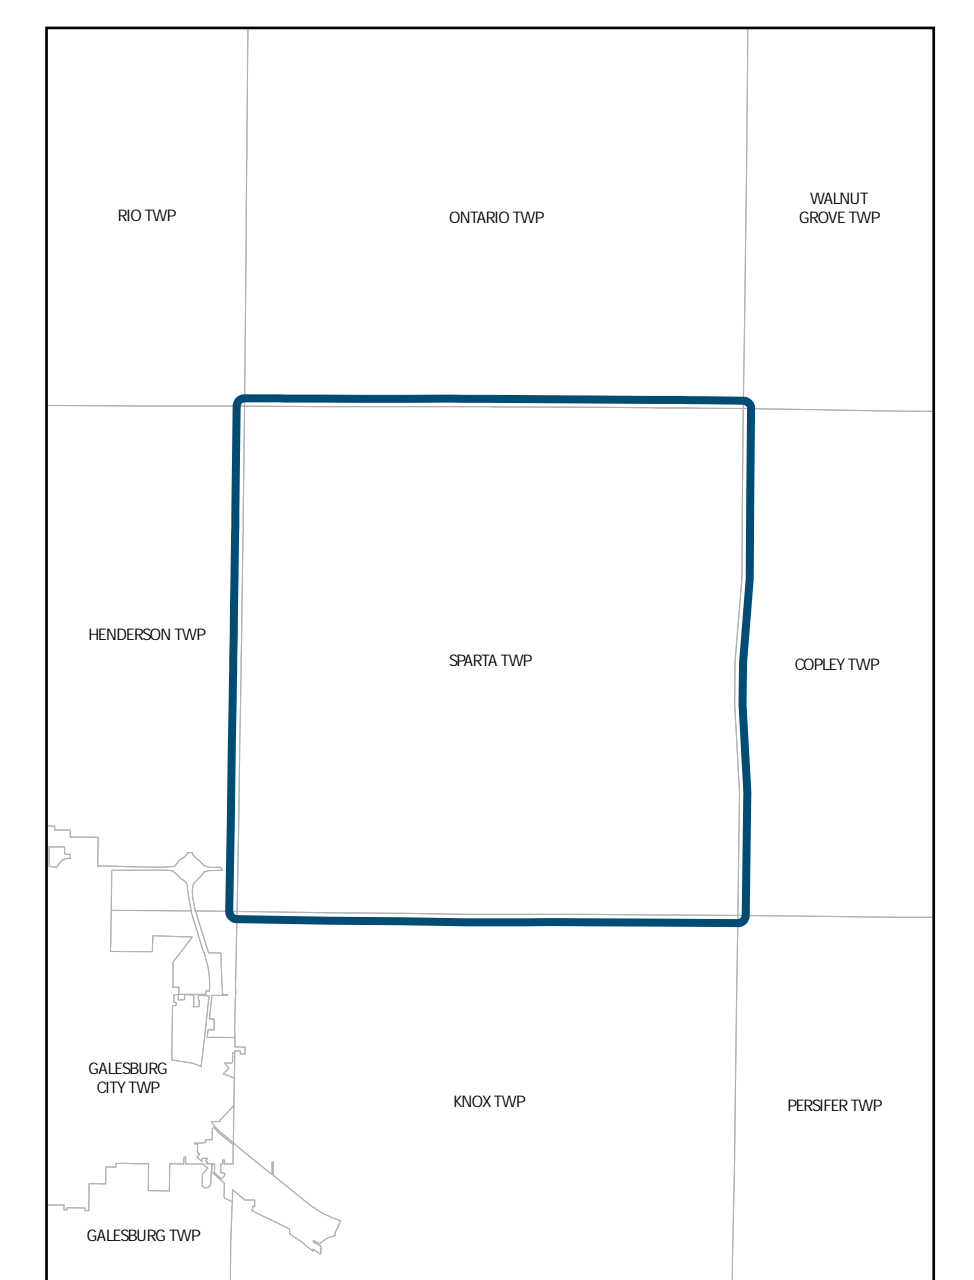 RIO TWP
ONTARIO TWP
WALNUT
GROVE TWP
HENDERSON TWP
SPARTA TWP
COPLEY TWP
GALESBURG
CITY TWP
KNOX TWP
PERSIFER TWP
GALESBURG TWP